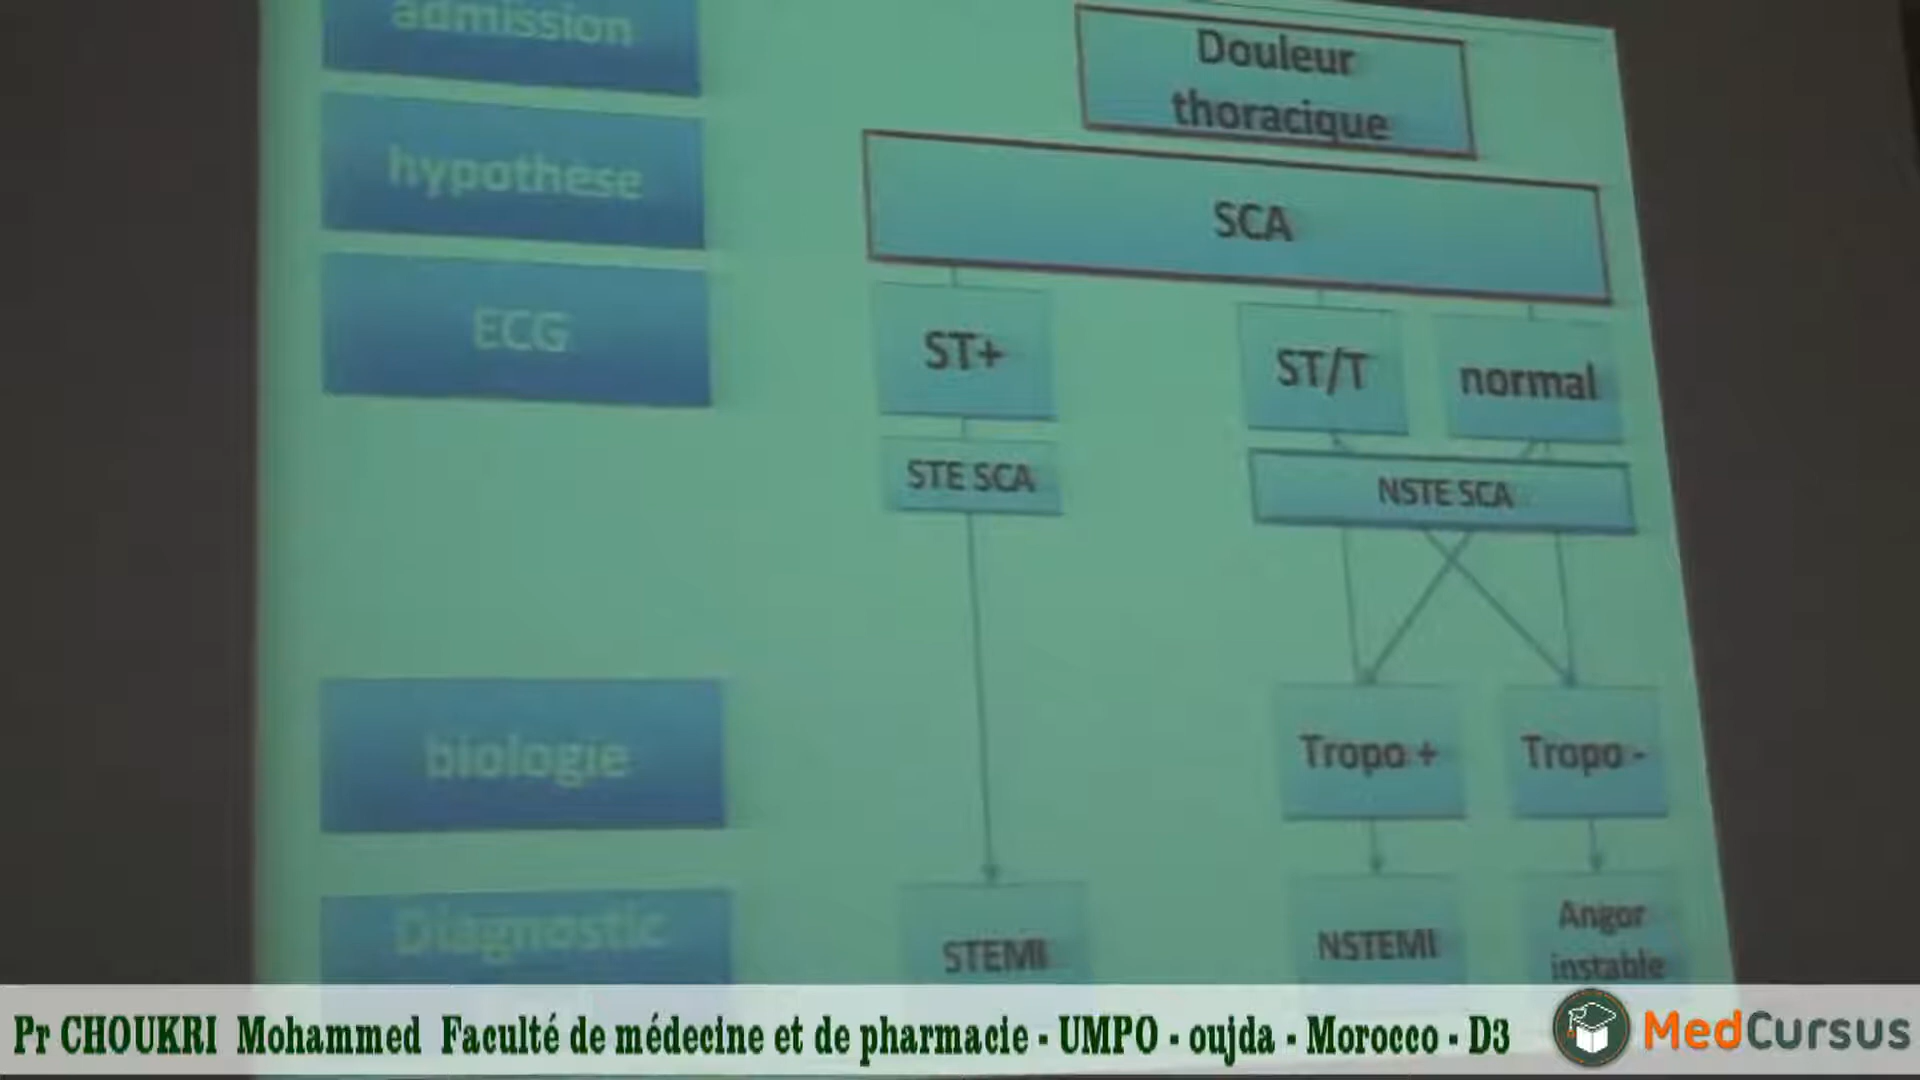 admission
Douleur
thoracique
hypothese
SCA
ECG
ST+
ST/T
normal
STE SCA
NSTE SCA
biologie
Tropo +
Tropo -
Diagnostic
STEMI
NSTEMI
Angor
instable
Pr CHOUKRI Mohammed Faculté de médecine et de pharmacie - UMPO - oujda - Morocco - D3
MedCursus